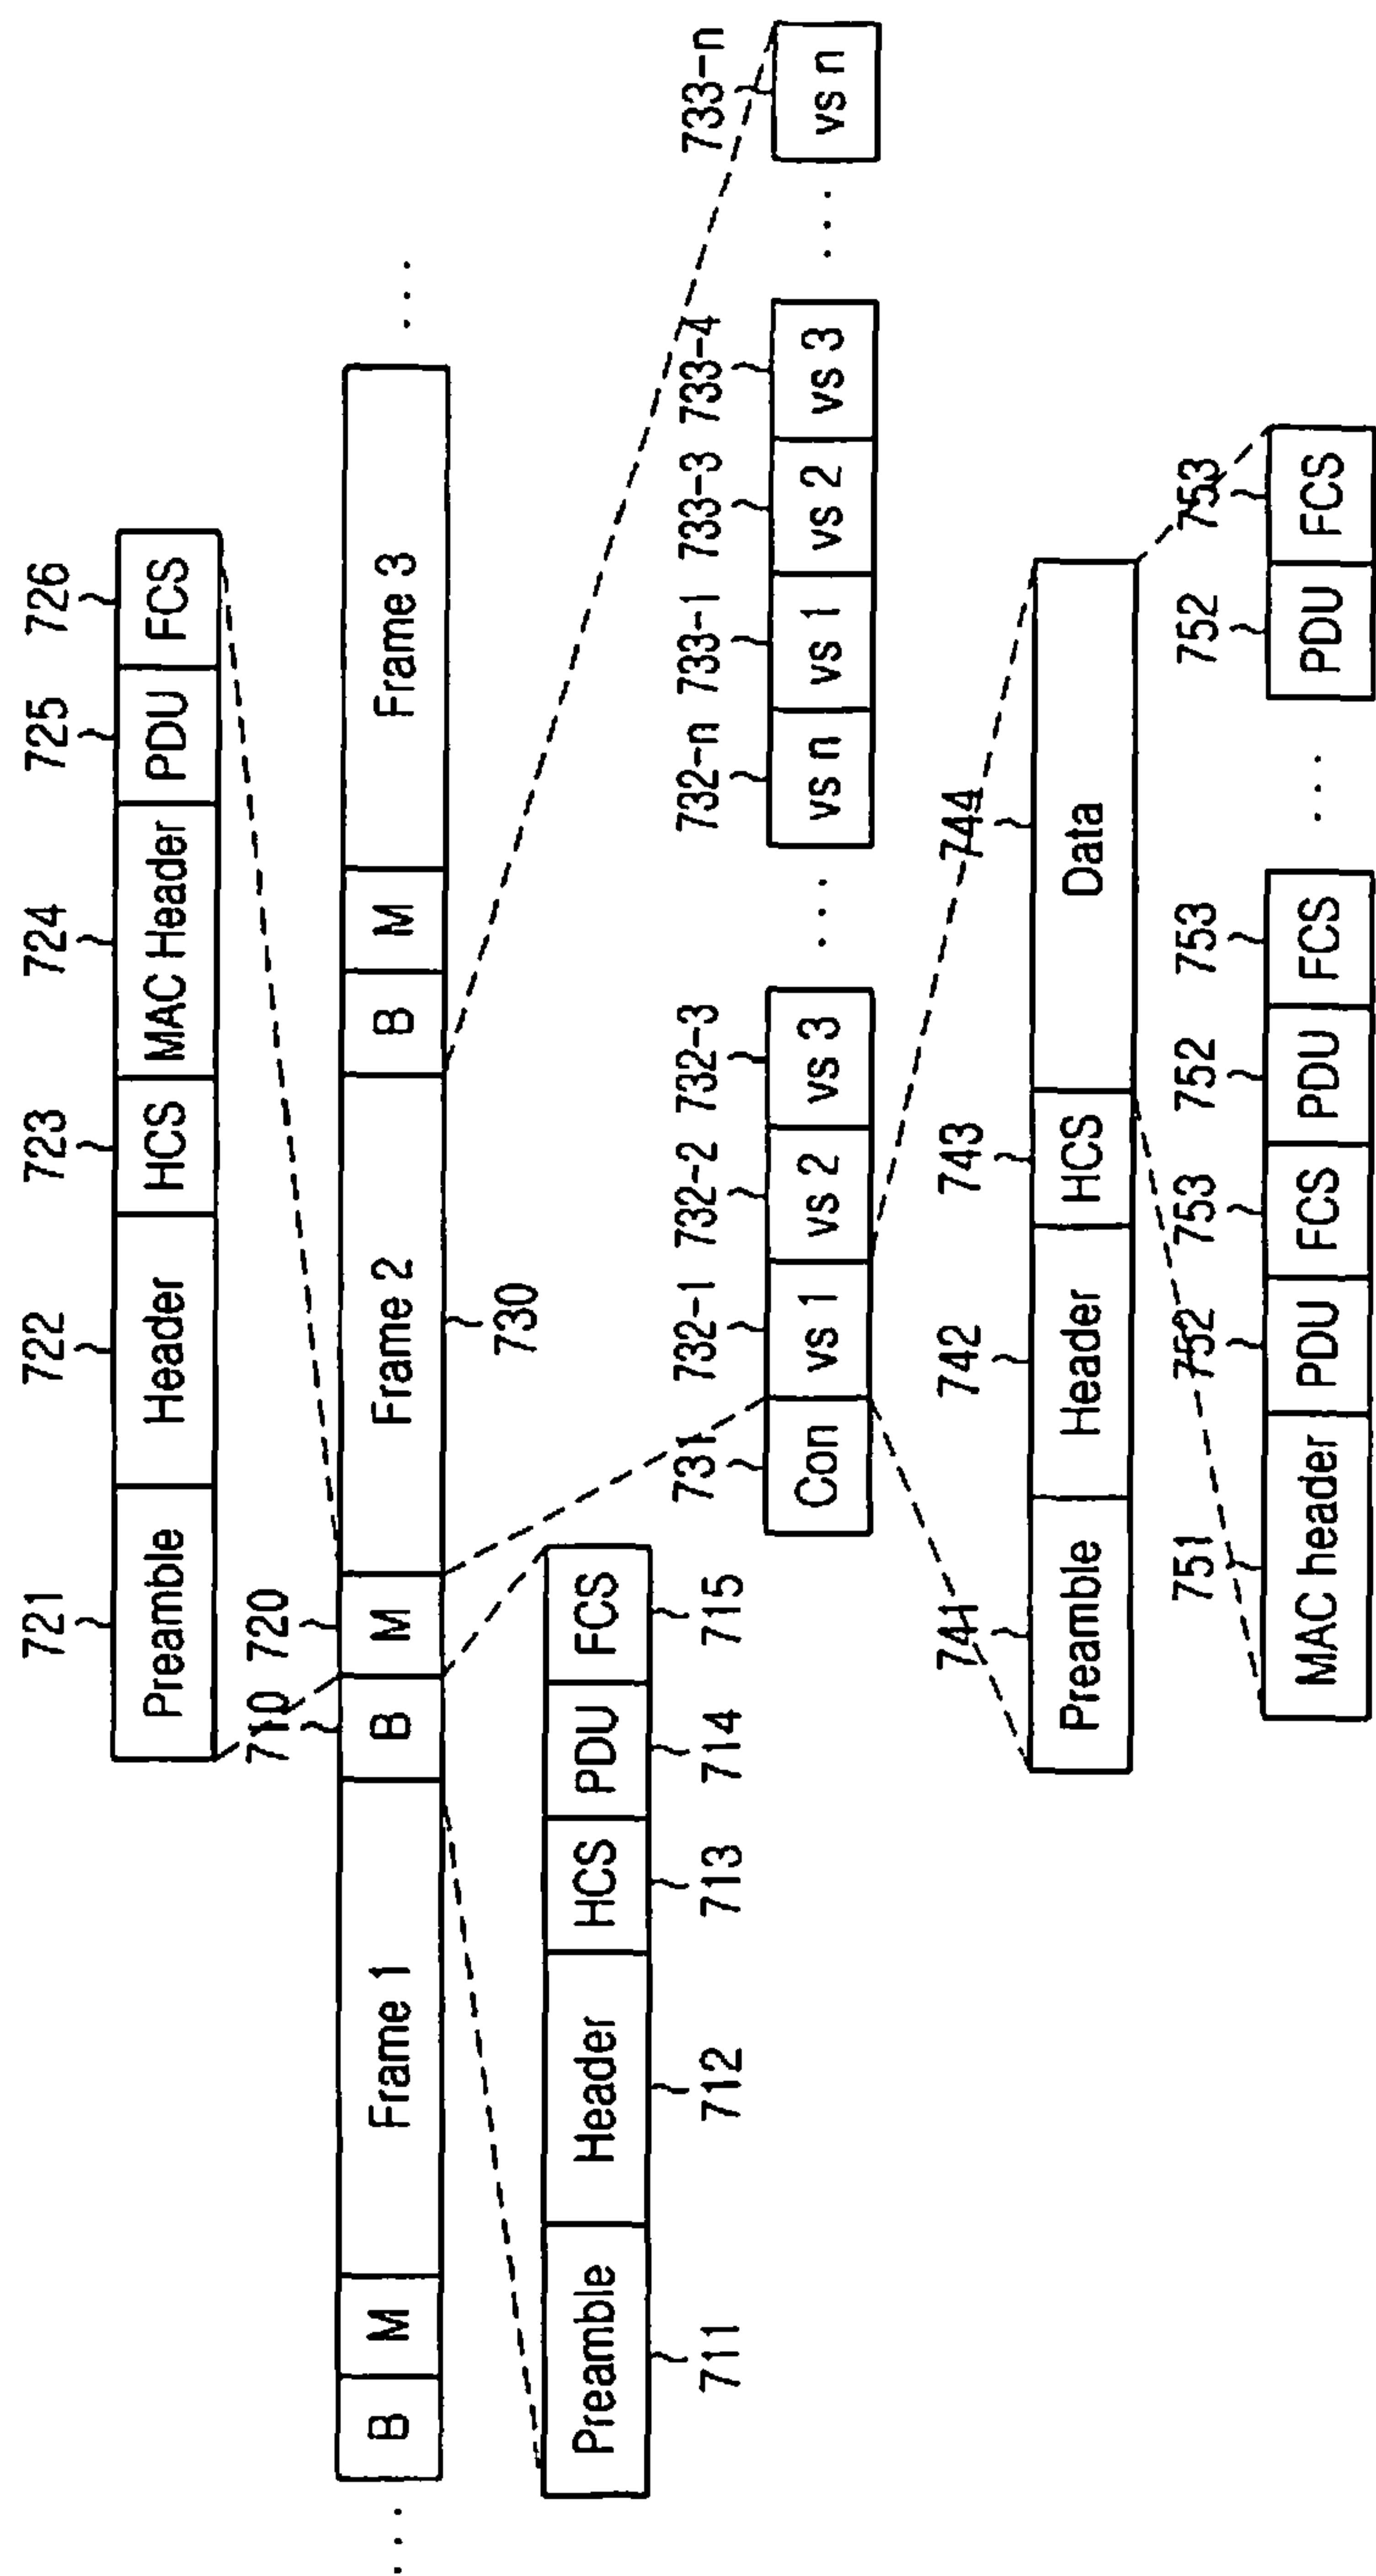 721 722 723 724 725 726
Preamble Header HCS MAC Header PDU FCS
710 720
... B M Frame 1 B M Frame 2 B M Frame 3 ...
730
Preamble Header HCS PDU FCS
711 712 713 714 715
731 732-1 732-2 732-3 732-n 733-1 733-3 733-4 733-n
Con vs 1 vs 2 vs 3 ... vs n vs 1 vs 2 vs 3 ... vs n
741 742 743 744
Preamble Header HCS Data
751 752 753 752 753 752 753
MAC header PDU FCS PDU FCS ... PDU FCS